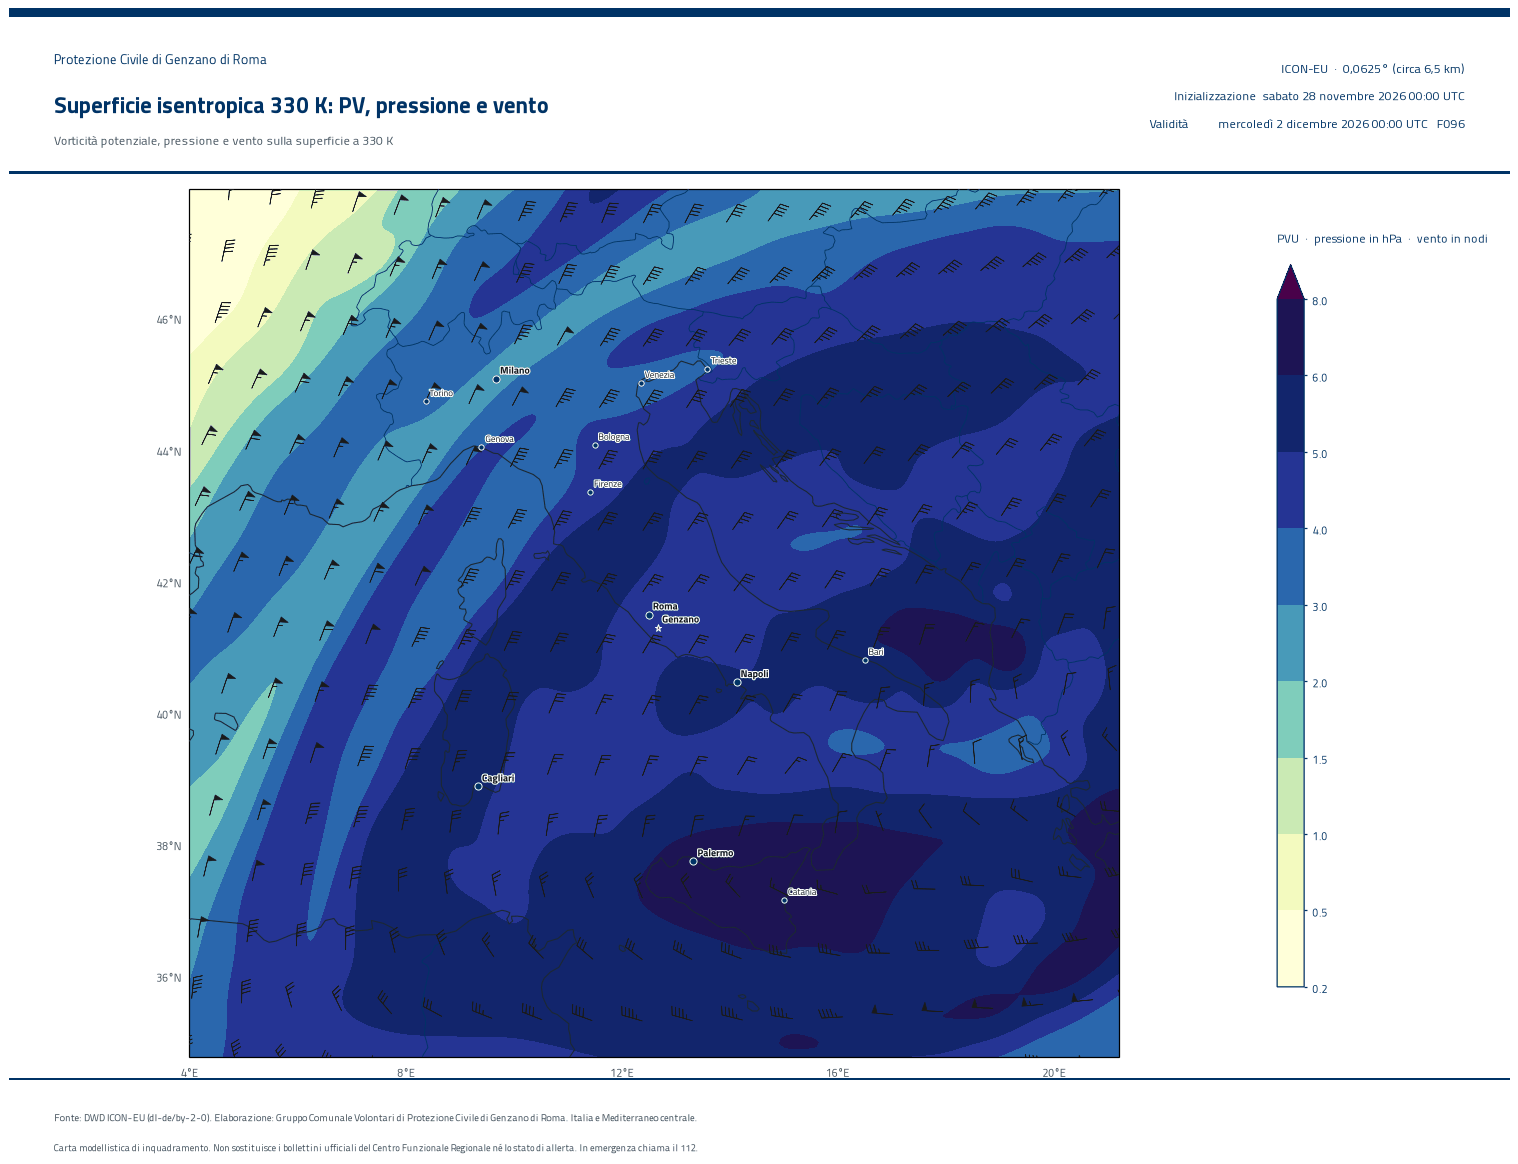 Protezione Civile di Genzano di Roma
Superficie isentropica 330 K: PV, pressione e vento
Vorticità potenziale, pressione e vento sulla superficie a 330 K
ICON-EU · 0,0625° (circa 6,5 km)
Inizializzazione sabato 28 novembre 2026 00:00 UTC
Validità mercoledì 2 dicembre 2026 00:00 UTC F096
PVU · pressione in hPa · vento in nodi
8.0
6.0
5.0
4.0
3.0
2.0
1.5
1.0
0.5
0.2
46°N
44°N
42°N
40°N
38°N
36°N
4°E
8°E
12°E
16°E
20°E
Trieste
Milano
Venezia
Torino
Genova
Bologna
Firenze
Roma
Genzano
Bari
Napoli
Cagliari
Palermo
Catania
Fonte: DWD ICON-EU (dl-de/by-2-0). Elaborazione: Gruppo Comunale Volontari di Protezione Civile di Genzano di Roma. Italia e Mediterraneo centrale.
Carta modellistica di inquadramento. Non sostituisce i bollettini ufficiali del Centro Funzionale Regionale né lo stato di allerta. In emergenza chiama il 112.